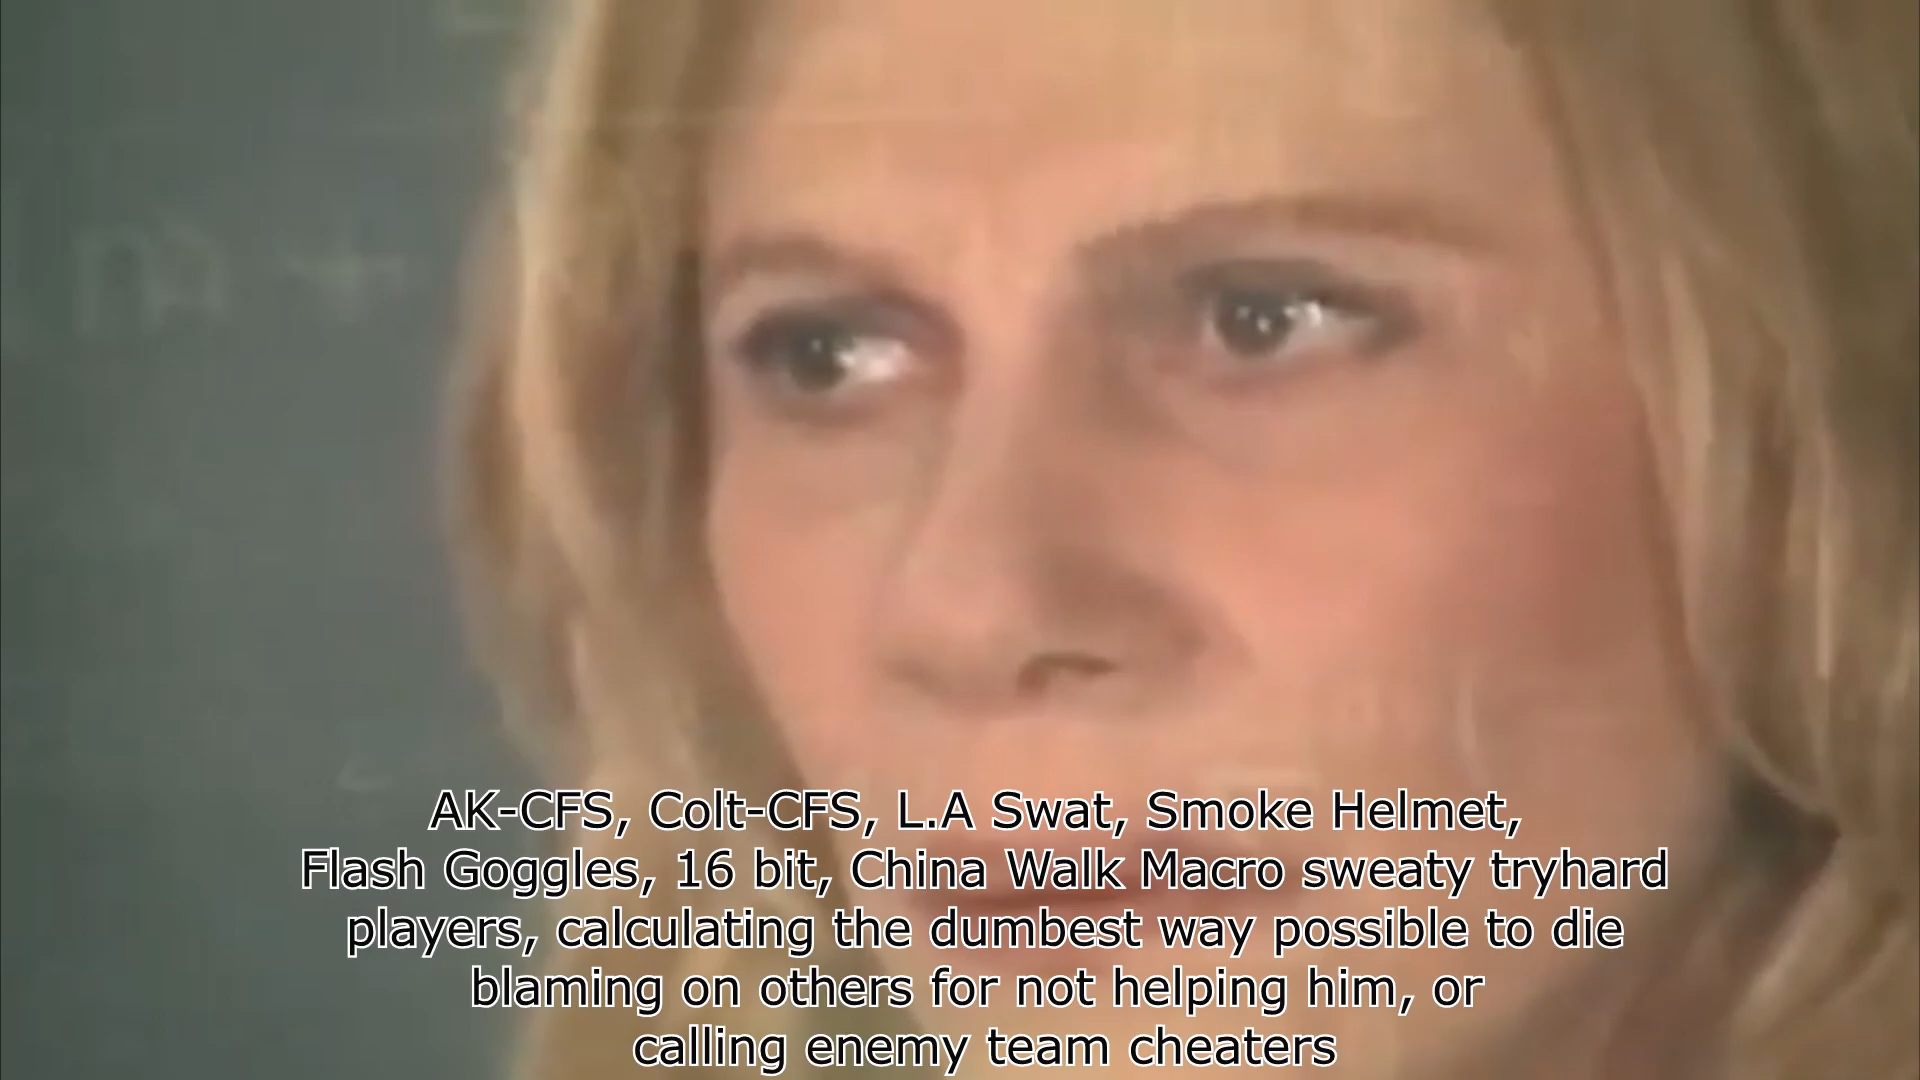 m +
AK-CFS, Colt-CFS, L.A Swat, Smoke Helmet,
Flash Goggles, 16 bit, China Walk Macro sweaty tryhard
players, calculating the dumbest way possible to die
blaming on others for not helping him, or
calling enemy team cheaters